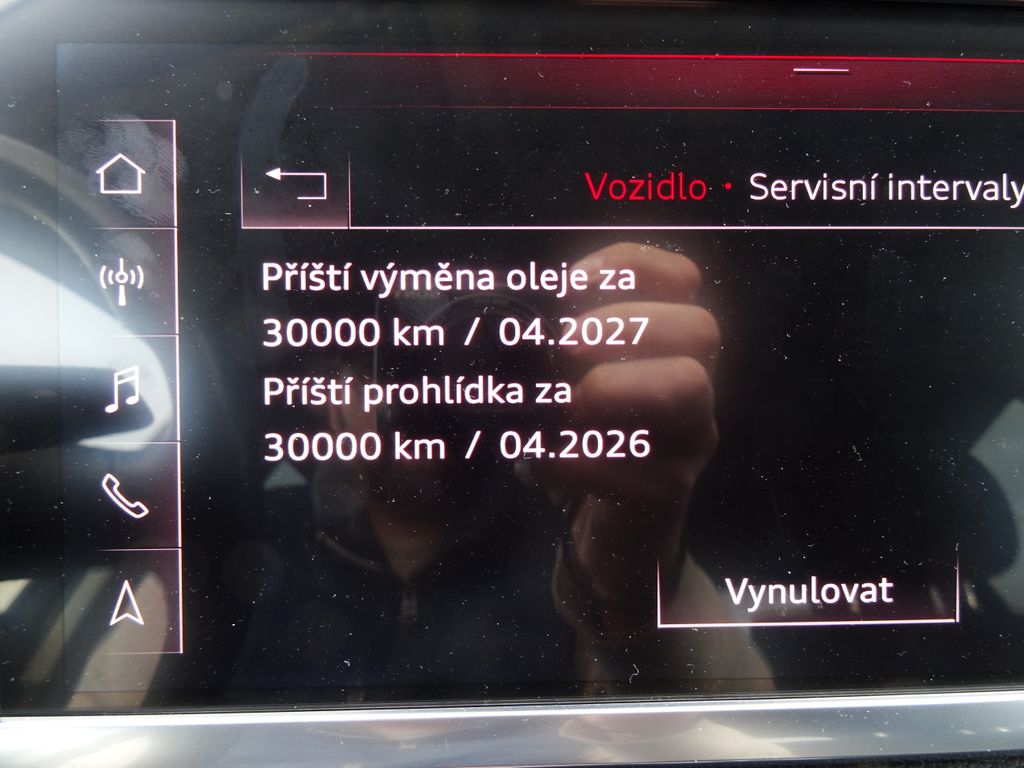 Vozidlo • Servisní intervaly
Příští výměna oleje za
30000 km / 04.2027
Příští prohlídka za
30000 km / 04.2026
Vynulovat